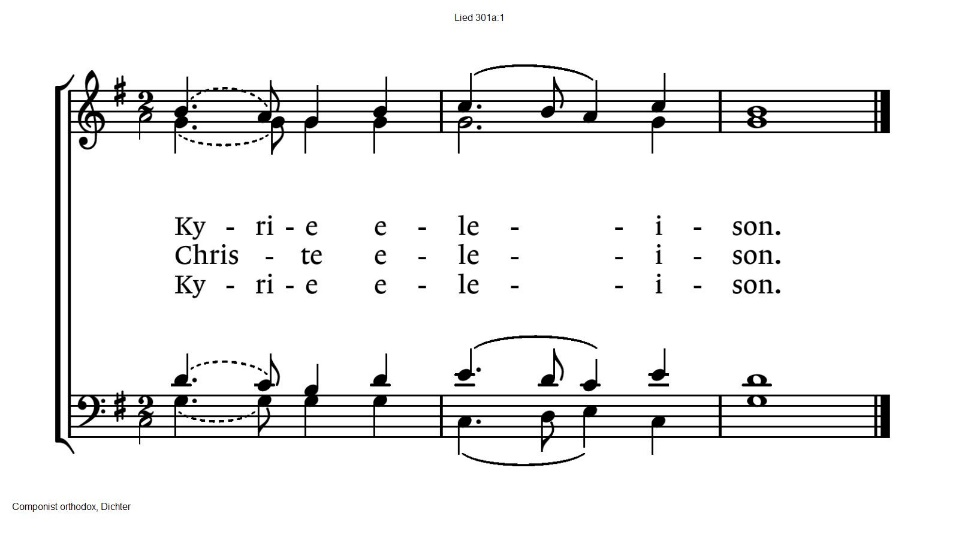 Lied 301a:1
Ky - ri - e e - le - - i - son.
Chris - te e - le - - i - son.
Ky - ri - e e - le - - i - son.
Componist orthodox, Dichter